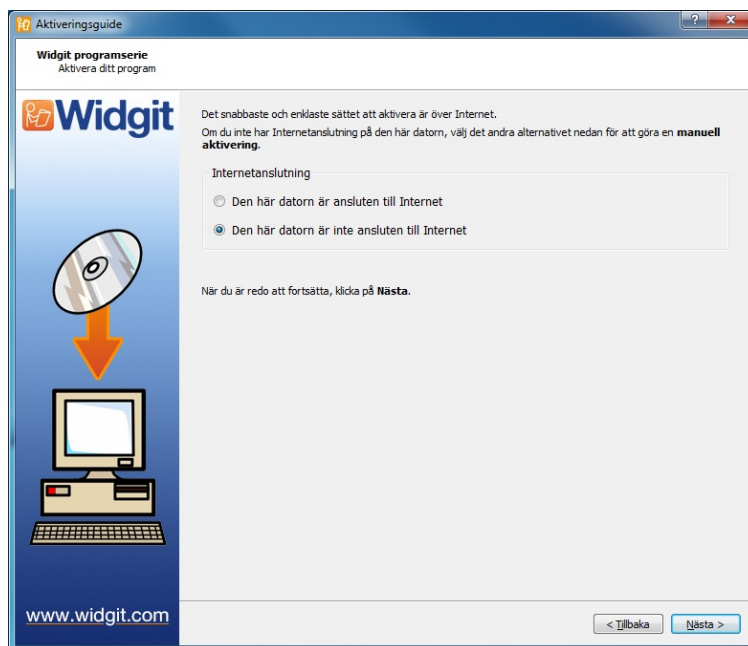 Aktiveringsguide
Widgit programserie
Aktivera ditt program
Widgit
Det snabbaste och enklaste sättet att aktivera är över Internet.
Om du inte har Internetanslutning på den här datorn, välj det andra alternativet nedan för att göra en manuell
aktivering.
Internetanslutning
Den här datorn är ansluten till Internet
Den här datorn är inte ansluten till Internet
När du är redo att fortsätta, klicka på Nästa.
www.widgit.com
< Tillbaka
Nästa >